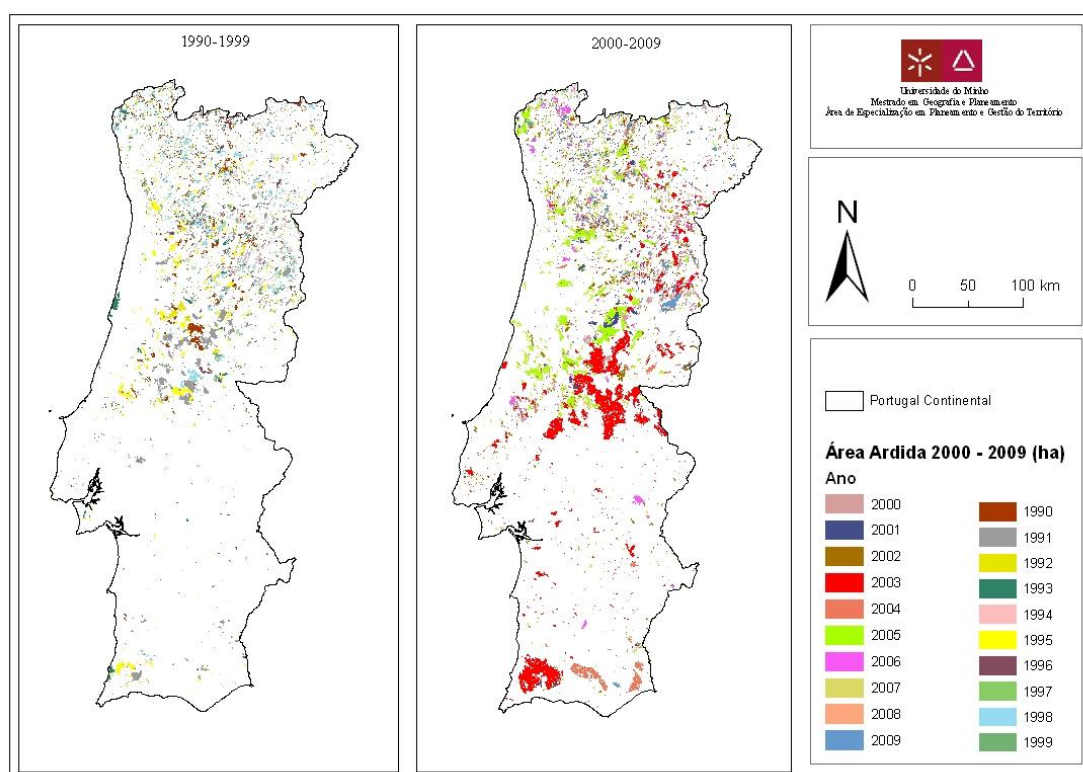 1990-1999
2000-2009
Universidade do Minho
Mestrado em Geografia e Planeamento
Área de Especialização em Planeamento e Gestão do Território
N
0 50 100 km
Portugal Continental
Área Ardida 2000 - 2009 (ha)
Ano
2000
2001
2002
2003
2004
2005
2006
2007
2008
2009
1990
1991
1992
1993
1994
1995
1996
1997
1998
1999